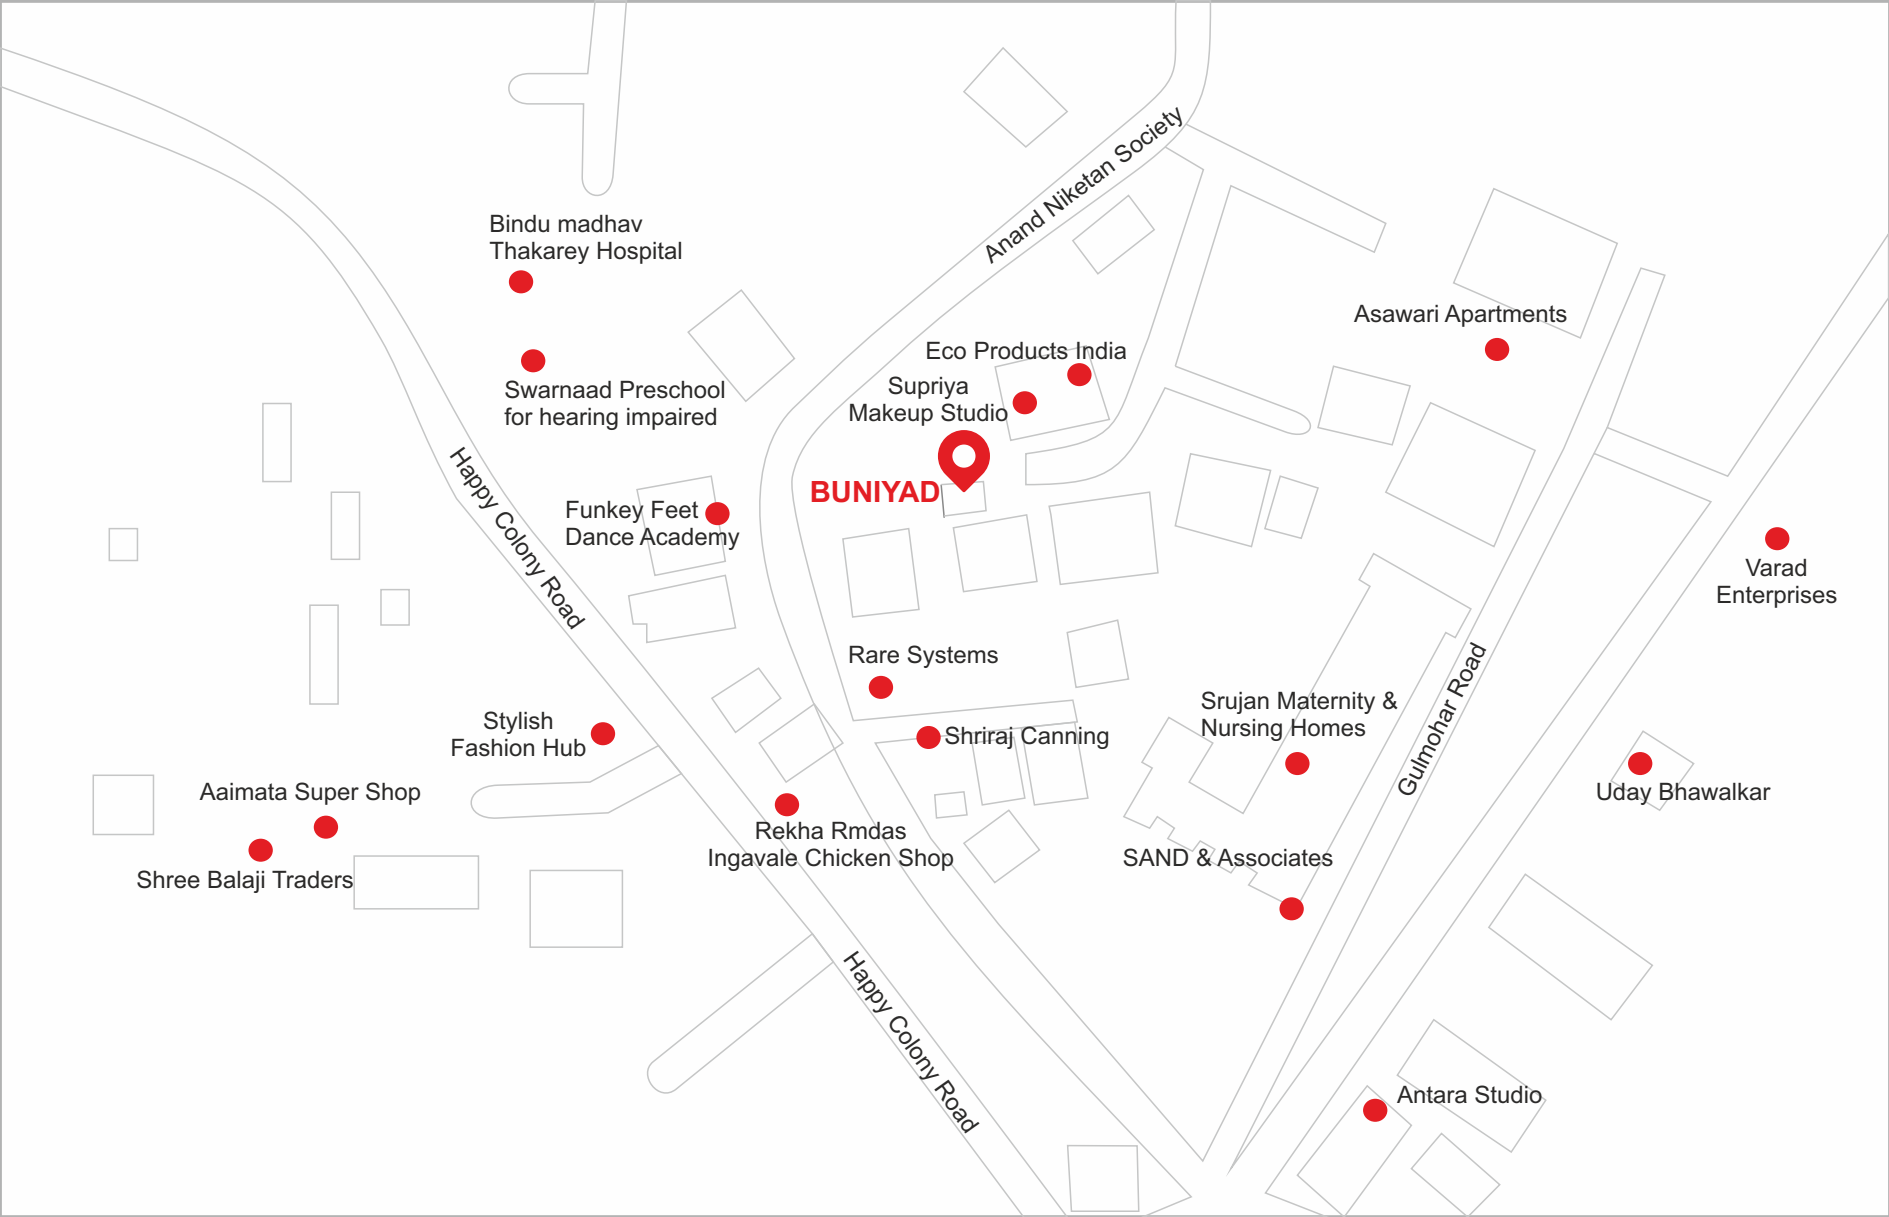 Anand Niketan Society
Bindu madhav
Thakarey Hospital
Asawari Apartments
Eco Products India
Swarnaad Preschool
for hearing impaired
Supriya
Makeup Studio
BUNIYAD
Happy Colony Road
Funkey Feet
Dance Academy
Varad
Enterprises
Rare Systems
Srujan Maternity &
Nursing Homes
Gulmohar Road
Stylish
Fashion Hub
Shriraj Canning
Aaimata Super Shop
Uday Bhawalkar
Rekha Rmdas
Ingavale Chicken Shop
SAND & Associates
Shree Balaji Traders
Happy Colony Road
Antara Studio